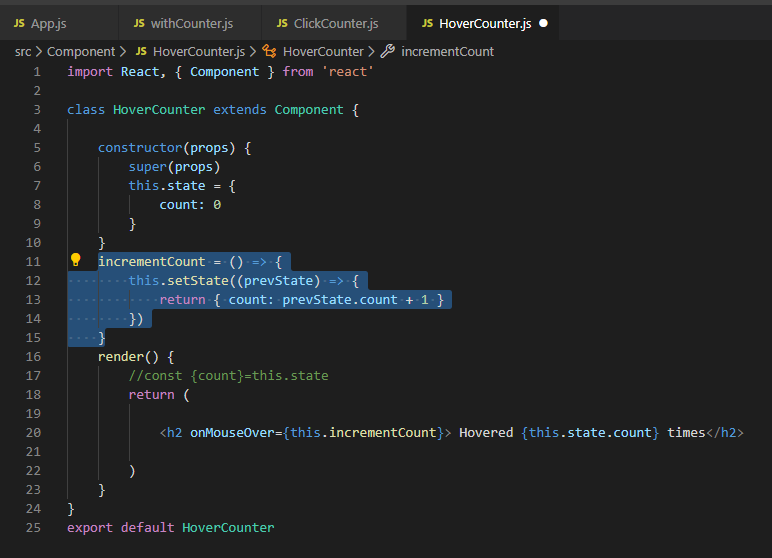 JS App.js JS withCounter.js JS ClickCounter.js JS HoverCounter.js
src > Component > JS HoverCounter.js > HoverCounter > incrementCount
1 import React, { Component } from 'react'
2
3 class HoverCounter extends Component {
4
5 constructor(props) {
6 super(props)
7 this.state = {
8 count: 0
9 }
10 }
11 incrementCount = () => {
12 this.setState((prevState) => {
13 return { count: prevState.count + 1 }
14 })
15 }
16 render() {
17 //const {count}=this.state
18 return (
19
20 <h2 onMouseOver={this.incrementCount}> Hovered {this.state.count} times</h2>
21
22 )
23 }
24 }
25 export default HoverCounter